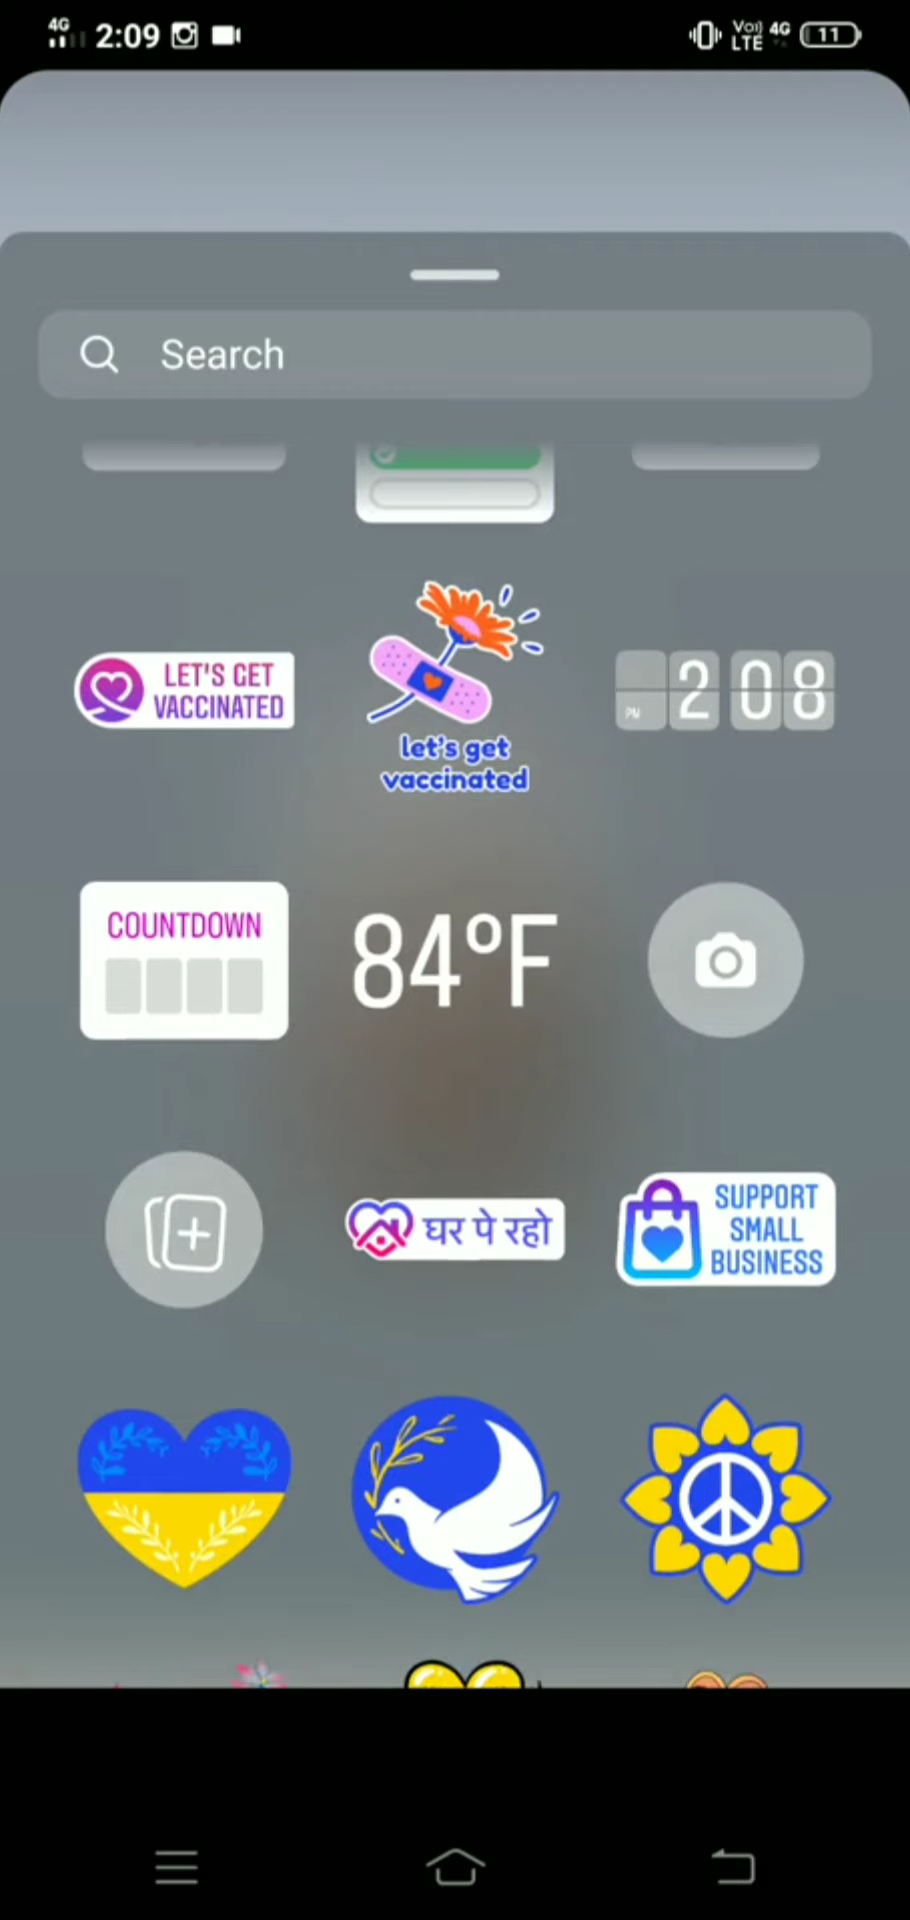 4G 2:09 Vo) LTE 4G 11
Search
LET'S GET
VACCINATED
let's get
vaccinated
PM 2 08
COUNTDOWN
84°F
घर पे रहो
SUPPORT
SMALL
BUSINESS